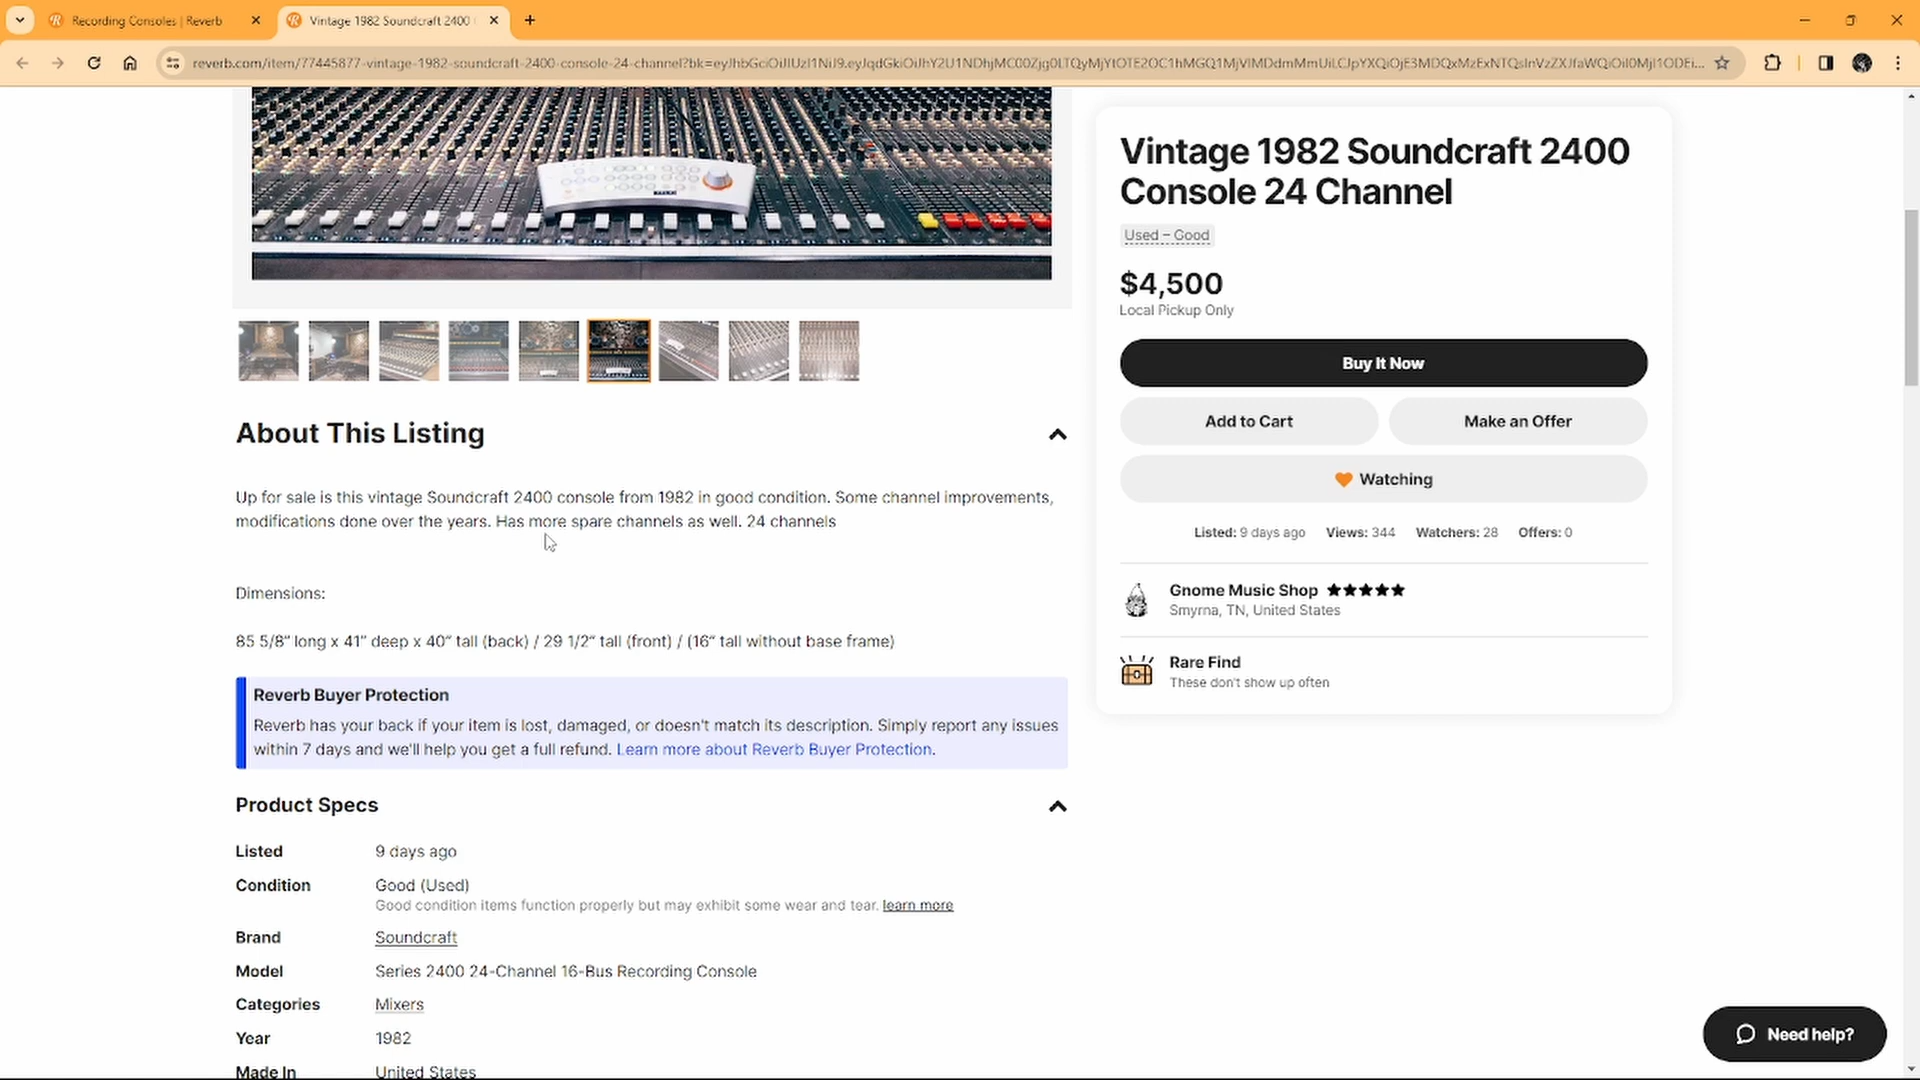 Recording Consoles | Reverb
Vintage 1982 Soundcraft 2400
Vintage 1982 Soundcraft 2400
Console 24 Channel
Used – Good
$4,500
Local Pickup Only
Buy It Now
Add to Cart
Make an Offer
Watching
Listed: 9 days ago Views: 344 Watchers: 28 Offers: 0
Gnome Music Shop
Smyrna, TN, United States
Rare Find
These don't show up often
About This Listing
Up for sale is this vintage Soundcraft 2400 console from 1982 in good condition. Some channel improvements,
modifications done over the years. Has more spare channels as well. 24 channels
Dimensions:
85 5/8” long x 41” deep x 40” tall (back) / 29 1/2“ tall (front) / (16“ tall without base frame)
Reverb Buyer Protection
Reverb has your back if your item is lost, damaged, or doesn't match its description. Simply report any issues
within 7 days and we'll help you get a full refund. Learn more about Reverb Buyer Protection.
Product Specs
Listed 9 days ago
Condition Good (Used)
Good condition items function properly but may exhibit some wear and tear. learn more
Brand Soundcraft
Model Series 2400 24-Channel 16-Bus Recording Console
Categories Mixers
Year 1982
Made In United States
Need help?